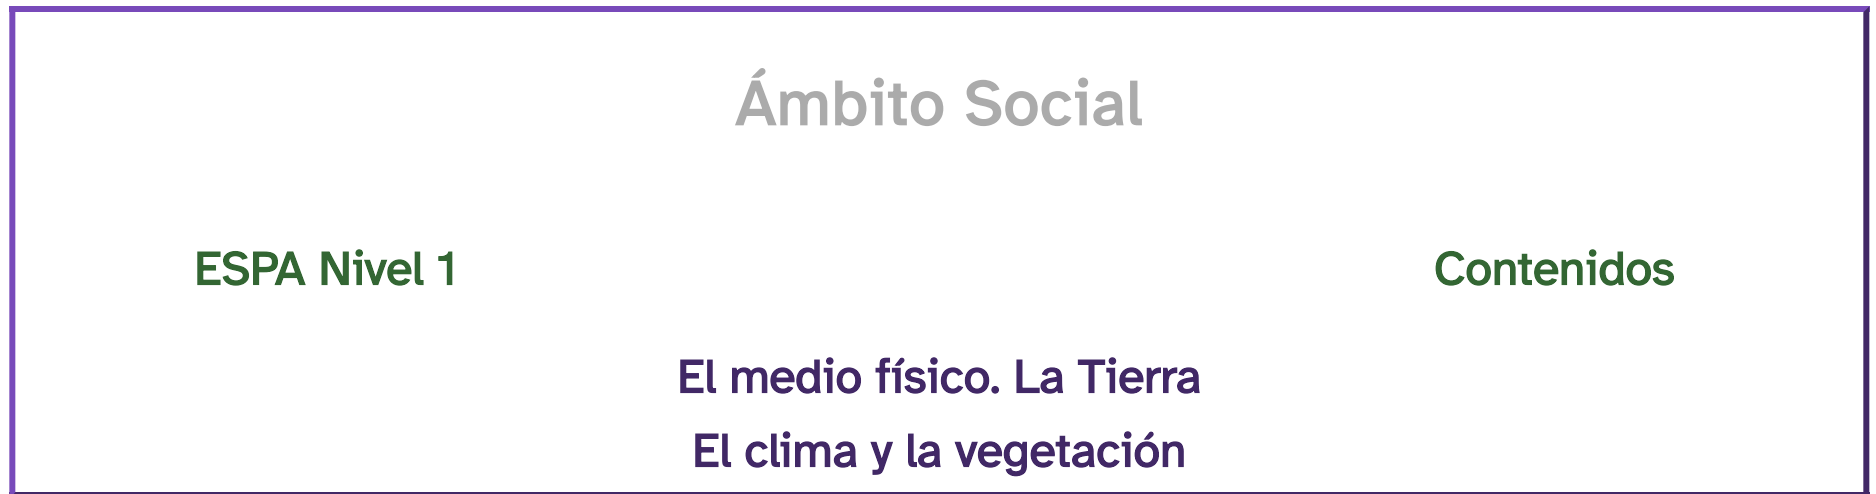 Ámbito Social
ESPA Nivel 1
Contenidos
El medio físico. La Tierra
El clima y la vegetación